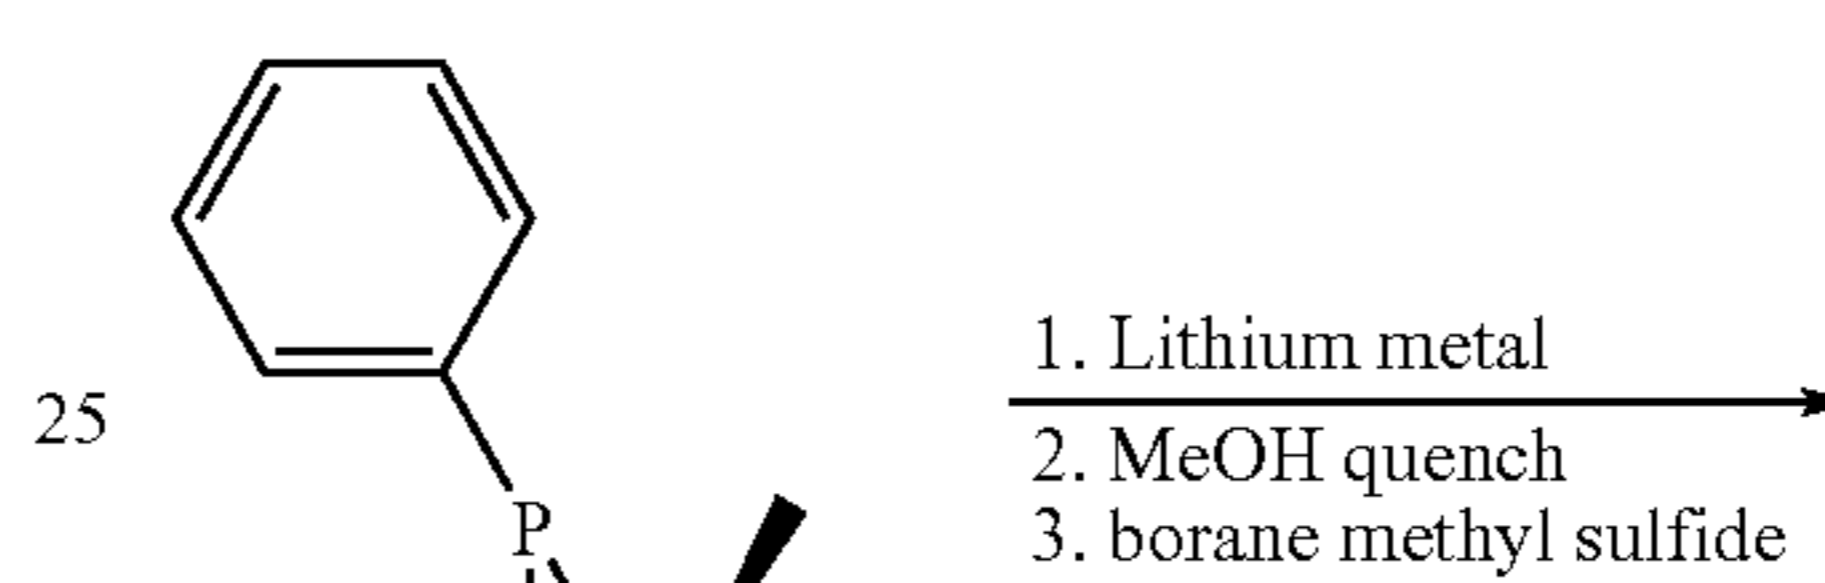 1. Lithium metal
25
2. MeOH quench
P
3. borane methyl sulfide